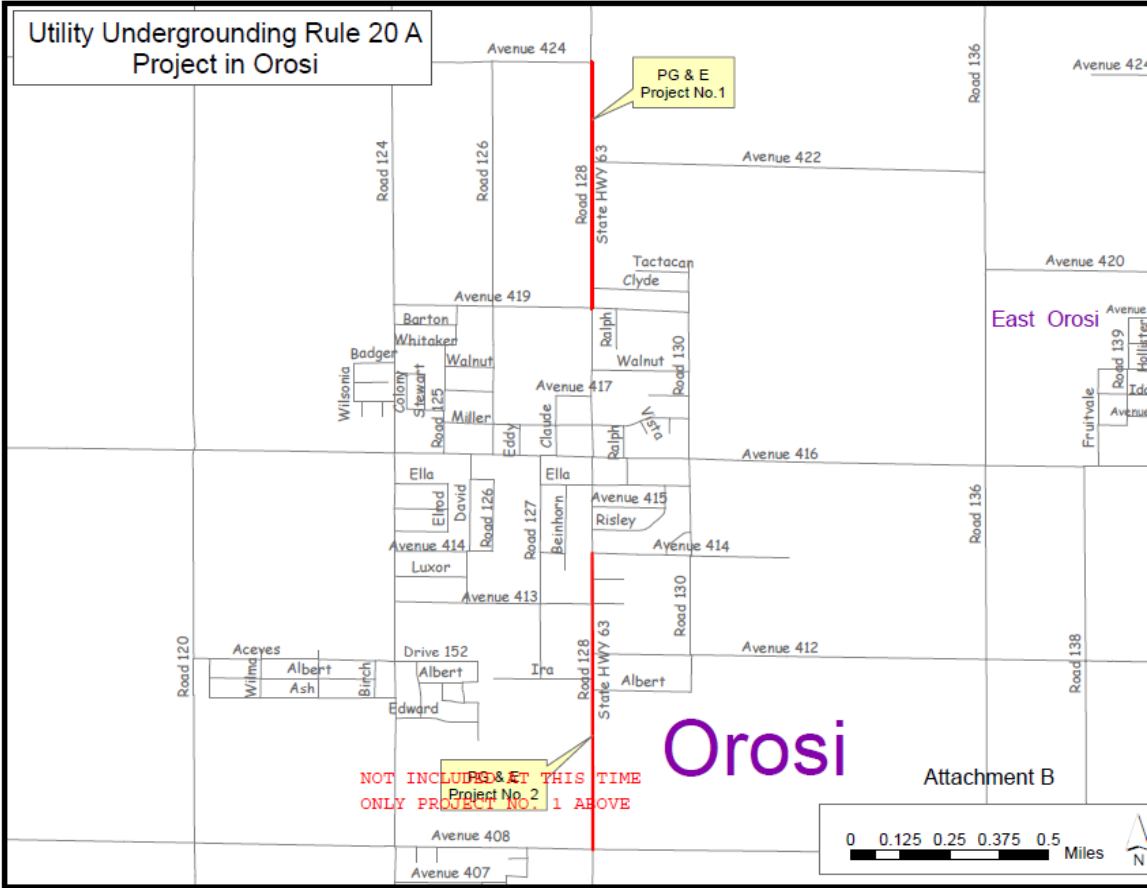 Utility Undergrounding Rule 20 A
Project in Orosi
Avenue 424
PG & E
Project No.1
Road 136
Avenue 424
Road 124
Road 126
Road 128
State HWY 63
Avenue 422
Tactacan
Clyde
Avenue 420
Avenue 419
East Orosi
Avenue
Barton
Whitaker
Ralph
Road 130
Road 139
Hollister
Badger
Walnut
Walnut
Wilsonia
Colony
Stewart
Road 125
Avenue 417
Miller
Eddy
Claude
Ralph
Vista
Fruitvale
Ida
Avenue
Avenue 416
Ella
Ella
Elrod
David
Road 126
Road 127
Beinhorn
Avenue 415
Risley
Road 136
Avenue 414
Avenue 414
Luxor
Avenue 413
Road 130
Road 120
Aceves
Drive 152
Avenue 412
Wilma
Albert
Ash
Birch
Albert
Ira
Road 128
State HWY 63
Albert
Road 138
Edward
Orosi
PG & E
Project No. 2
NOT INCLUDED AT THIS TIME
ONLY PROJECT NO. 1 ABOVE
Attachment B
Avenue 408
Avenue 407
0 0.125 0.25 0.375 0.5
Miles
N